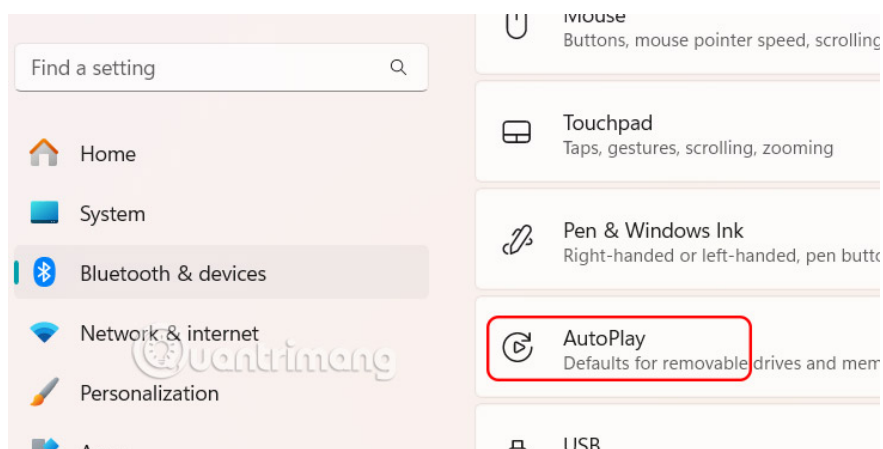 Find a setting
Home
System
Bluetooth & devices
Network & internet
Personalization
Mouse
Buttons, mouse pointer speed, scrolling
Touchpad
Taps, gestures, scrolling, zooming
Pen & Windows Ink
Right-handed or left-handed, pen butto
AutoPlay
Defaults for removable drives and mem
USB
Quantrimang